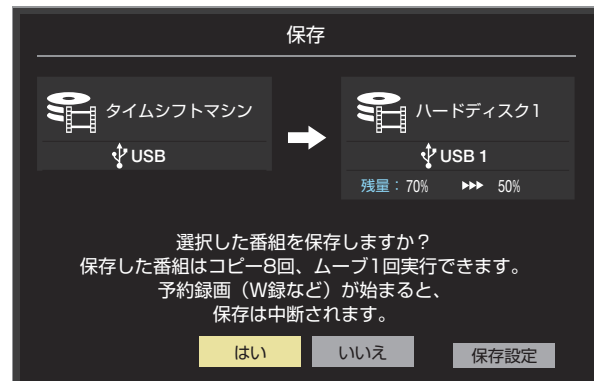 保存
タイムシフトマシン
USB
ハードディスク1
USB 1
残量：70% ▶▶▶ 50%
選択した番組を保存しますか？
保存した番組はコピー8回、ムーブ1回実行できます。
予約録画（W録など）が始まると、
保存は中断されます。
はい いいえ 保存設定